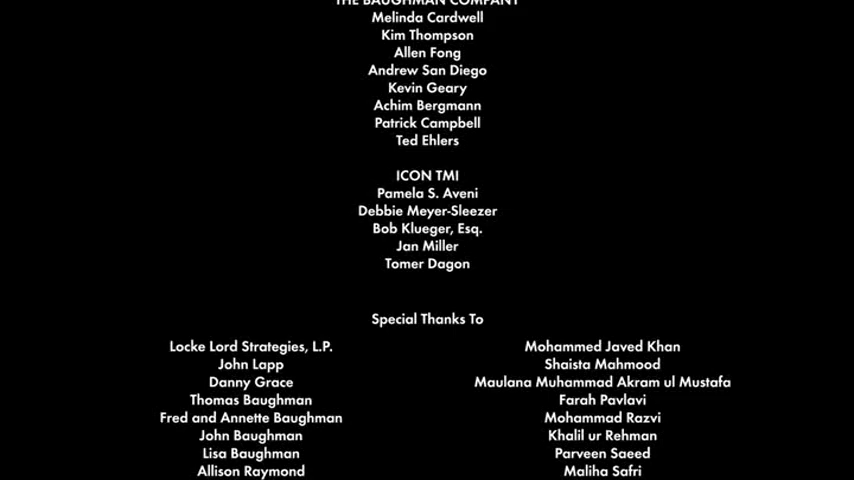 THE BAUGHMAN COMPANY
Melinda Cardwell
Kim Thompson
Allen Fong
Andrew San Diego
Kevin Geary
Achim Bergmann
Patrick Campbell
Ted Ehlers
ICON TMI
Pamela S. Aveni
Debbie Meyer-Sleezer
Bob Klueger, Esq.
Jan Miller
Tomer Dagon
Special Thanks To
Locke Lord Strategies, L.P.
John Lapp
Danny Grace
Thomas Baughman
Fred and Annette Baughman
John Baughman
Lisa Baughman
Allison Raymond
Mohammed Javed Khan
Shaista Mahmood
Maulana Muhammad Akram ul Mustafa
Farah Pavlavi
Mohammad Razvi
Khalil ur Rehman
Parveen Saeed
Maliha Safri